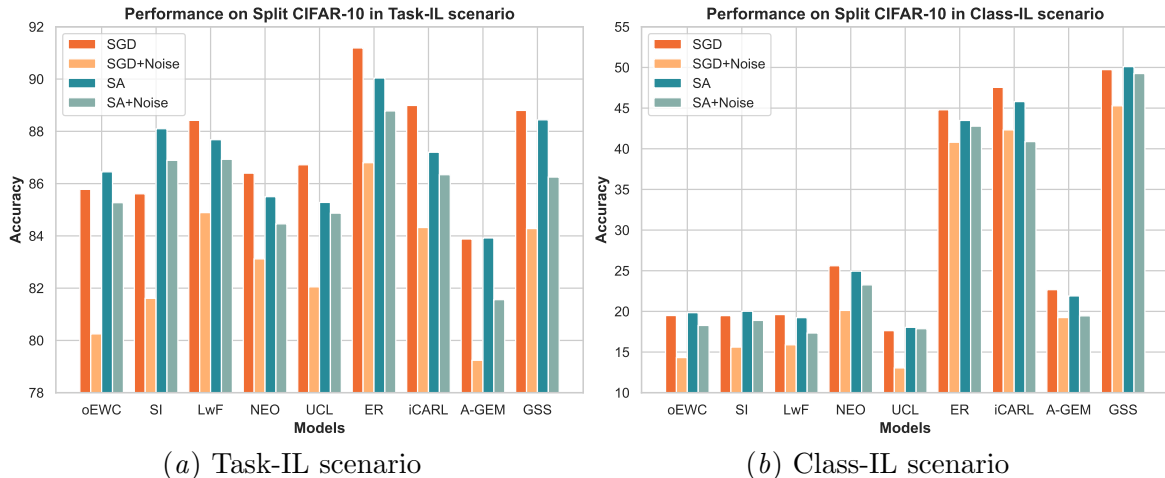 Performance on Split CIFAR-10 in Task-IL scenario
92
90
88
86
84
82
80
78
Accuracy
SGD
SGD+Noise
SA
SA+Noise
oEWC SI LwF NEO UCL ER iCARL A-GEM GSS
Models
(a) Task-IL scenario
Performance on Split CIFAR-10 in Class-IL scenario
55
50
45
40
35
30
25
20
15
10
Accuracy
SGD
SGD+Noise
SA
SA+Noise
oEWC SI LwF NEO UCL ER iCARL A-GEM GSS
Models
(b) Class-IL scenario